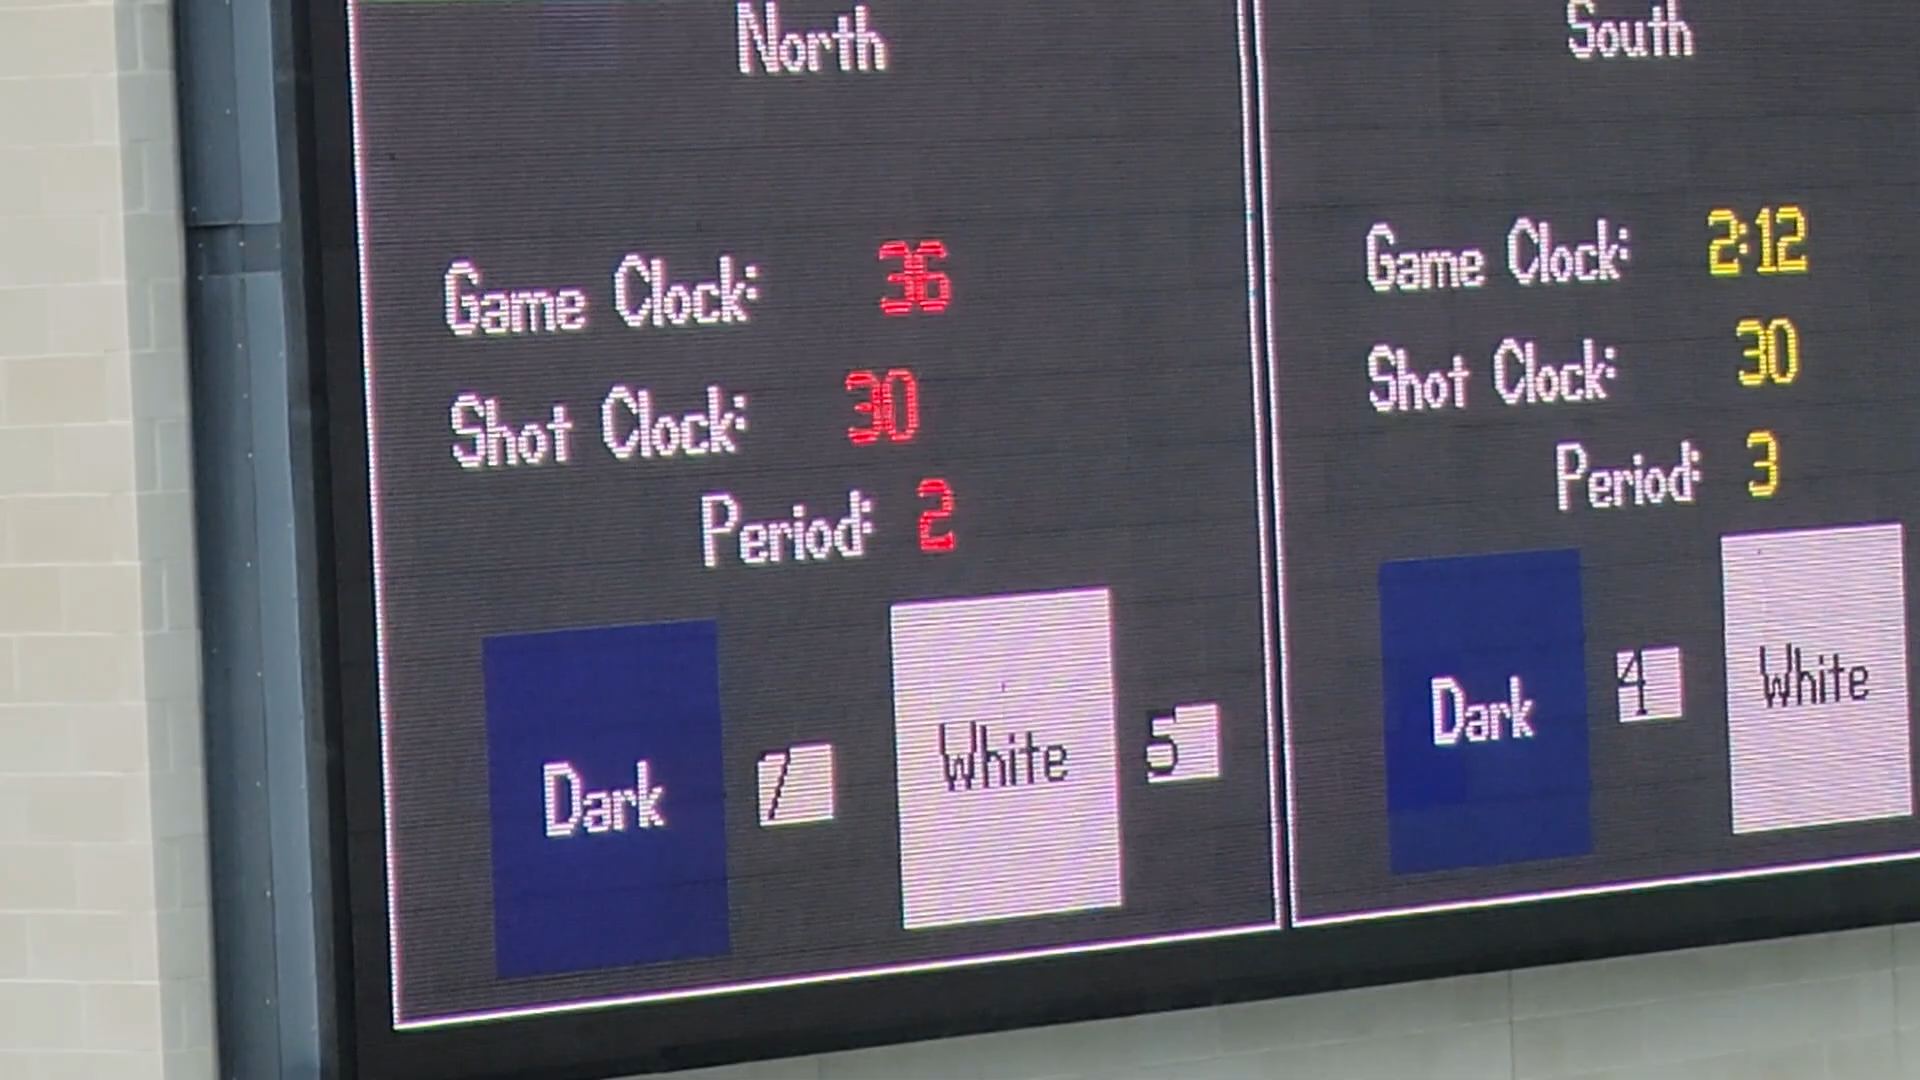 North
Game Clock: 36
Shot Clock: 30
Period: 2
Dark 7 White 5
South
Game Clock: 2:12
Shot Clock: 30
Period: 3
Dark 4 White